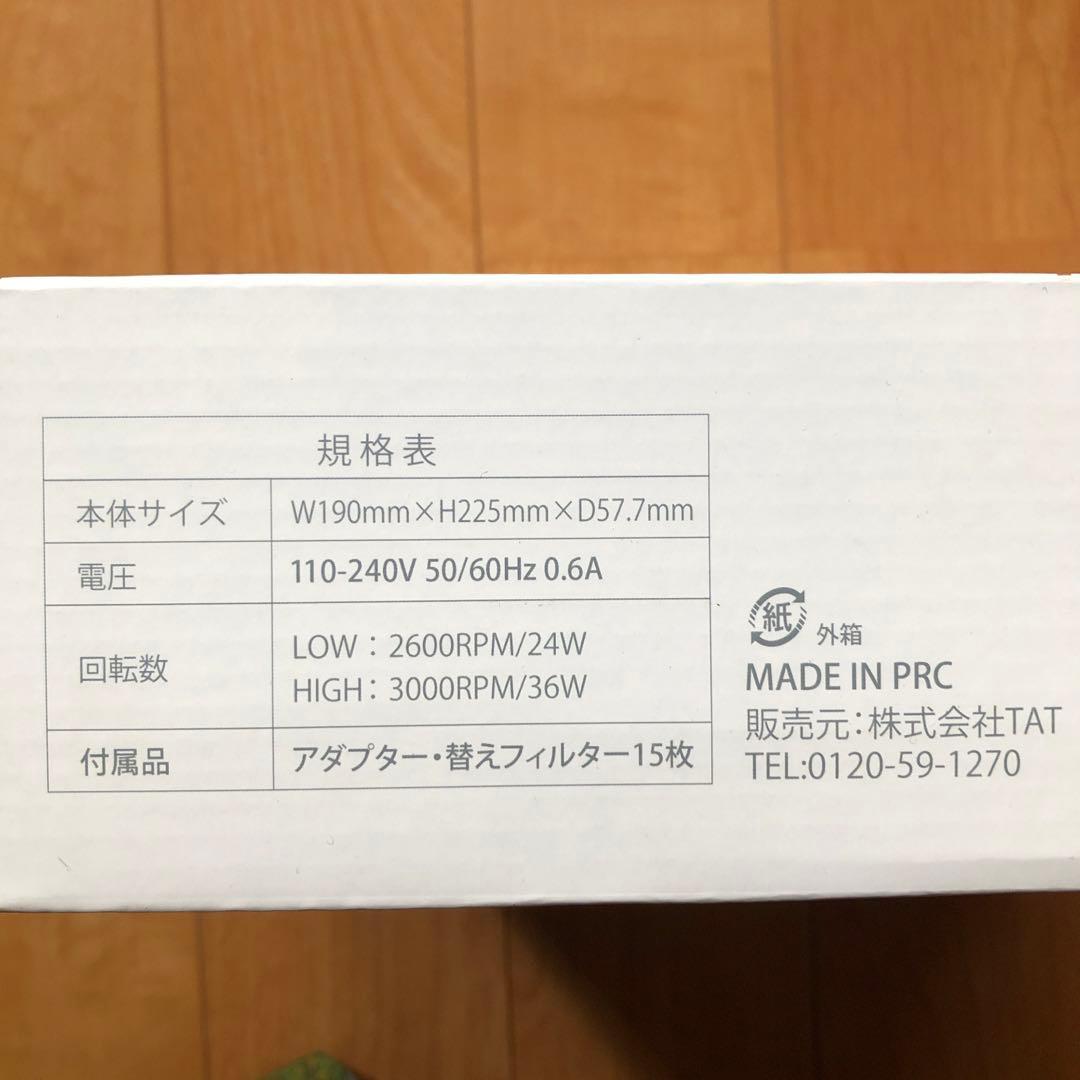 規格表
本体サイズ W190mm×H225mm×D57.7mm
電圧 110-240V 50/60Hz 0.6A
回転数 LOW：2600RPM/24W
HIGH：3000RPM/36W
付属品 アダプター・替えフィルター15枚
紙 外箱
MADE IN PRC
販売元：株式会社TAT
TEL:0120-59-1270